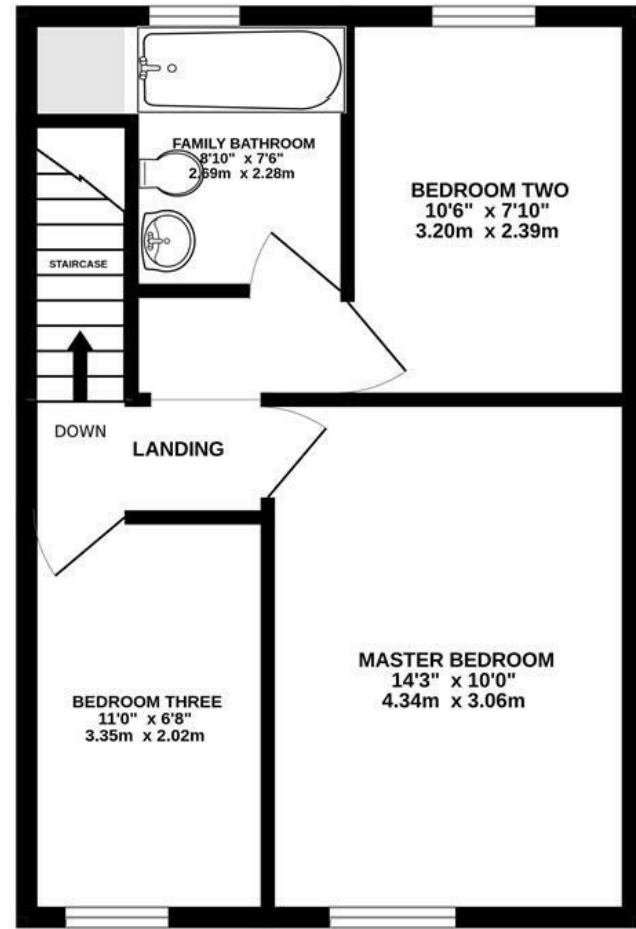 FAMILY BATHROOM
8'10" x 7'6"
2.69m x 2.28m
BEDROOM TWO
10'6" x 7'10"
3.20m x 2.39m
STAIRCASE
DOWN
LANDING
MASTER BEDROOM
14'3" x 10'0"
4.34m x 3.06m
BEDROOM THREE
11'0" x 6'8"
3.35m x 2.02m